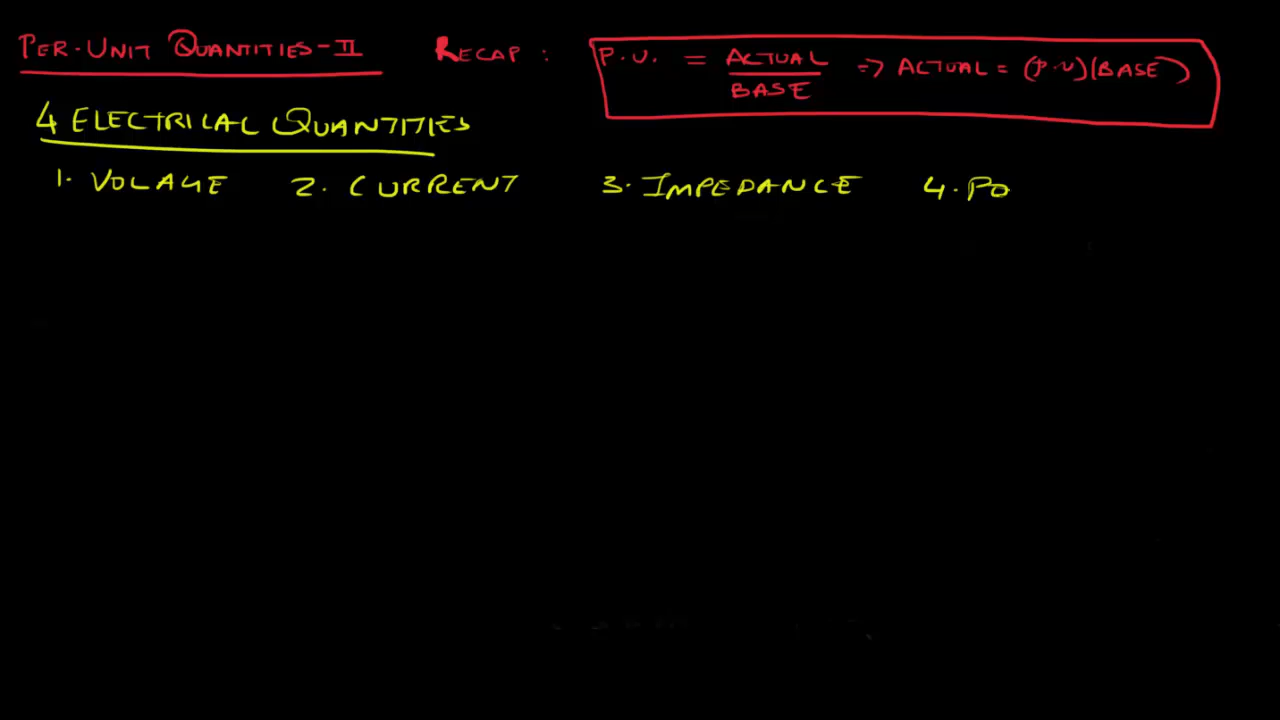 PER-UNIT QUANTITIES-II RECAP : P.U. = ACTUAL / BASE => ACTUAL = (P.U)(BASE)
4 ELECTRICAL QUANTITIES
1. VOLAGE 2. CURRENT 3. IMPEDANCE 4. PO